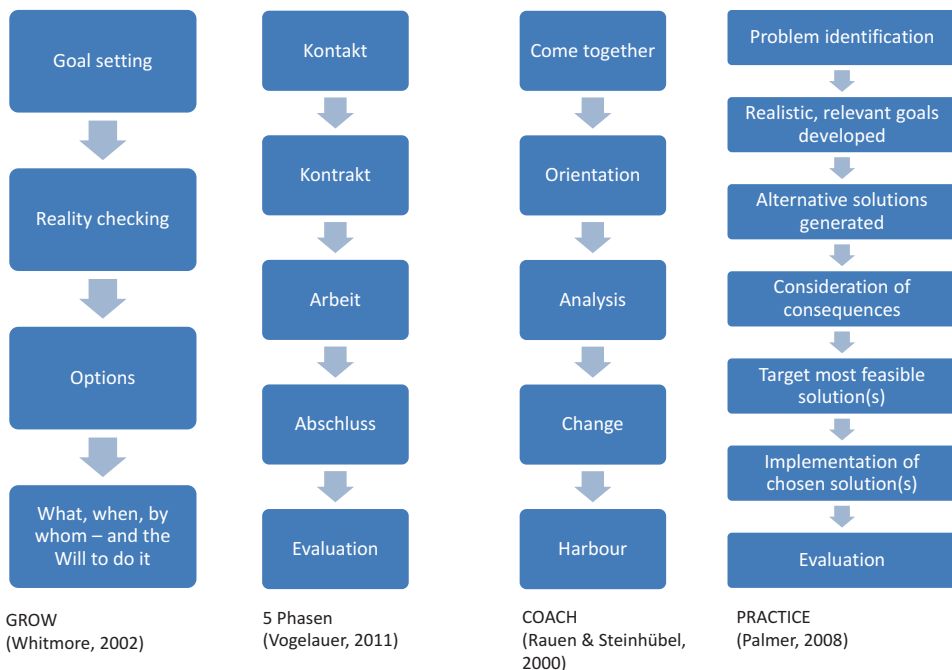 Goal setting
Reality checking
Options
What, when, by
whom – and the
Will to do it
GROW
(Whitmore, 2002)
Kontakt
Kontrakt
Arbeit
Abschluss
Evaluation
5 Phasen
(Vogelauer, 2011)
Come together
Orientation
Analysis
Change
Harbour
COACH
(Rauen & Steinhübel,
2000)
Problem identification
Realistic, relevant goals
developed
Alternative solutions
generated
Consideration of
consequences
Target most feasible
solution(s)
Implementation of
chosen solution(s)
Evaluation
PRACTICE
(Palmer, 2008)